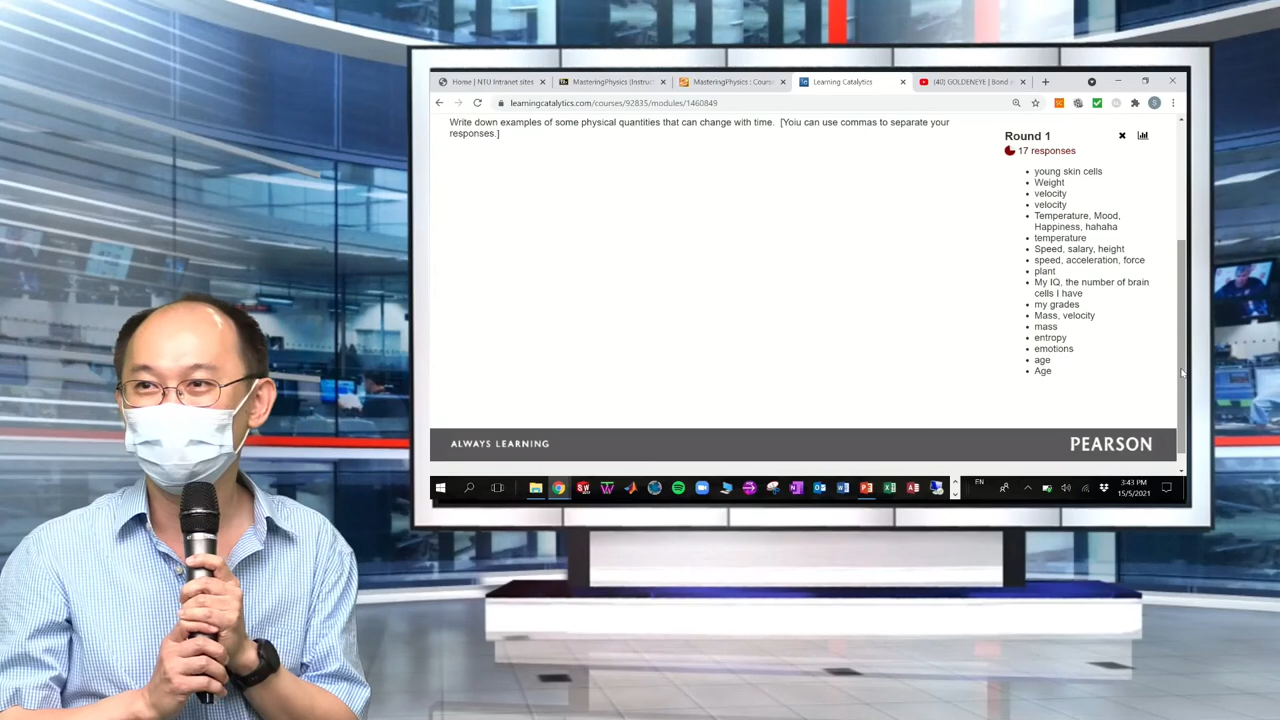 Home | NTU Intranet sites
MasteringPhysics (Instruc
MasteringPhysics : Cours
Learning Catalytics
(40) GOLDENEYE | Bond
learningcatalytics.com/courses/92835/modules/1460849
Write down examples of some physical quantities that can change with time. [Yoiu can use commas to separate your
responses.]
Round 1
17 responses
young skin cells
Weight
velocity
velocity
Temperature, Mood,
Happiness, hahaha
temperature
Speed, salary, height
speed, acceleration, force
plant
My IQ, the number of brain
cells I have
my grades
Mass, velocity
mass
entropy
emotions
age
Age
ALWAYS LEARNING
PEARSON
EN
3:43 PM
15/5/2021